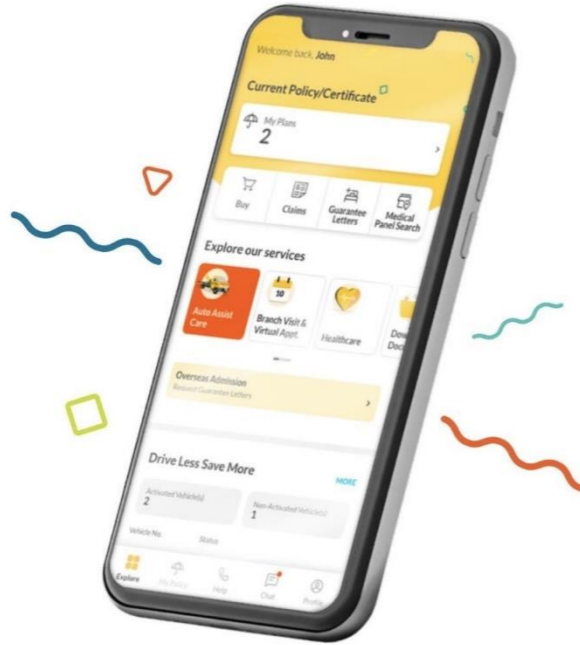 Welcome back, John
Current Policy/Certificate
My Plans
2
Buy
Claims
Guarantee
Letters
Medical
Panel Search
Explore our services
Auto Assist
Care
10
Branch Visit &
Virtual Appt.
Healthcare
Dow
Doc
Overseas Admission
Request Guarantee Letters
Drive Less Save More
MORE
Activated Vehicle(s)
2
Non-Activated Vehicle(s)
1
Vehicle No.
Status
Explore
My Policy
Help
Chat
Profile